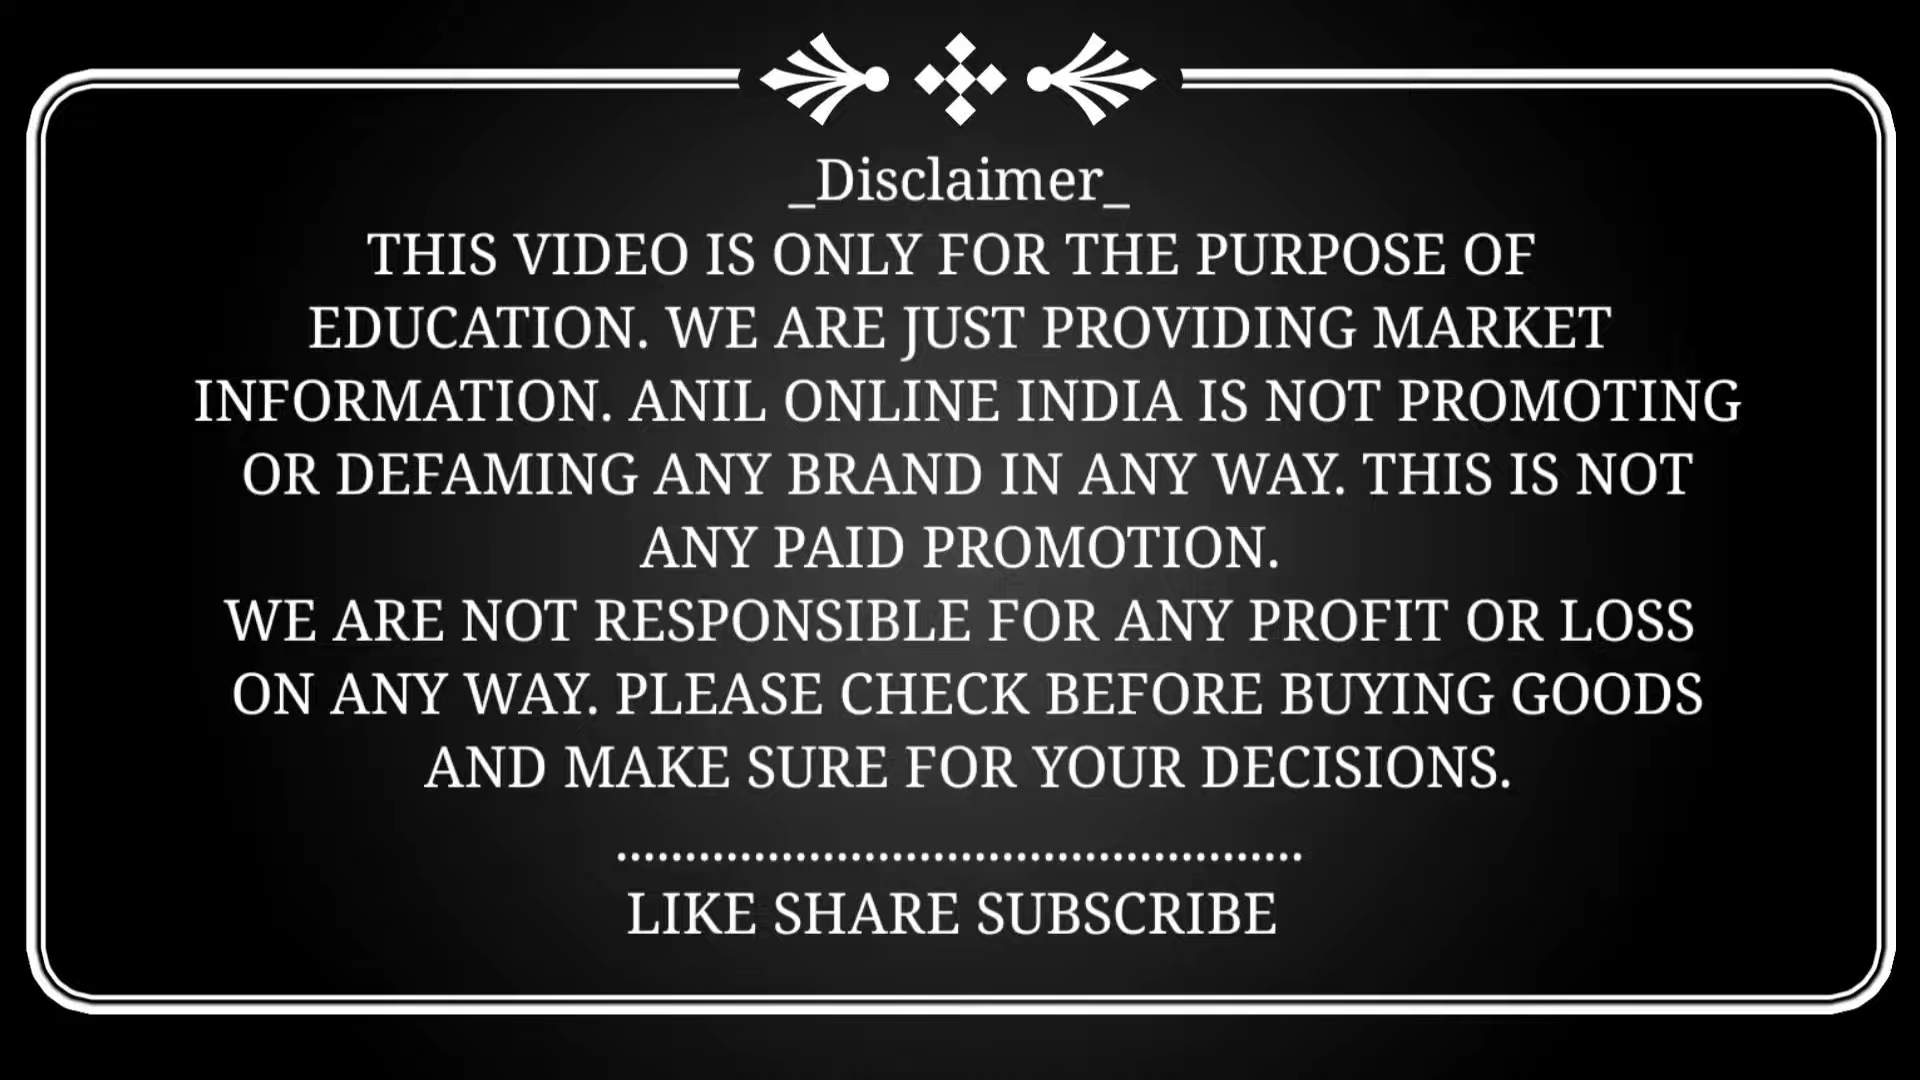 _Disclaimer_
THIS VIDEO IS ONLY FOR THE PURPOSE OF
EDUCATION. WE ARE JUST PROVIDING MARKET
INFORMATION. ANIL ONLINE INDIA IS NOT PROMOTING
OR DEFAMING ANY BRAND IN ANY WAY. THIS IS NOT
ANY PAID PROMOTION.
WE ARE NOT RESPONSIBLE FOR ANY PROFIT OR LOSS
ON ANY WAY. PLEASE CHECK BEFORE BUYING GOODS
AND MAKE SURE FOR YOUR DECISIONS.
..................................................
LIKE SHARE SUBSCRIBE